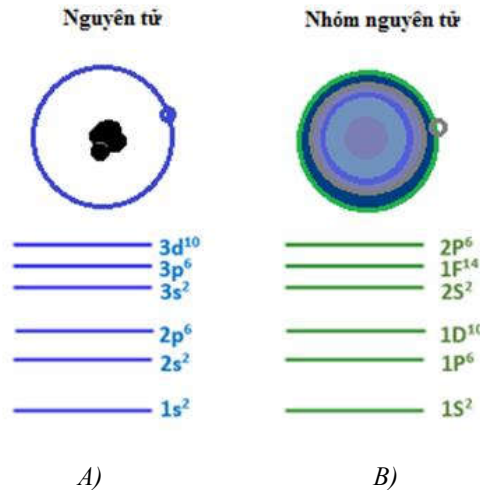 Nguyên tử
Nhóm nguyên tử
3d¹⁰
3p⁶
3s²
2p⁶
2s²
1s²
2P⁶
1F¹⁴
2S²
1D¹⁰
1P⁶
1S²
A)
B)